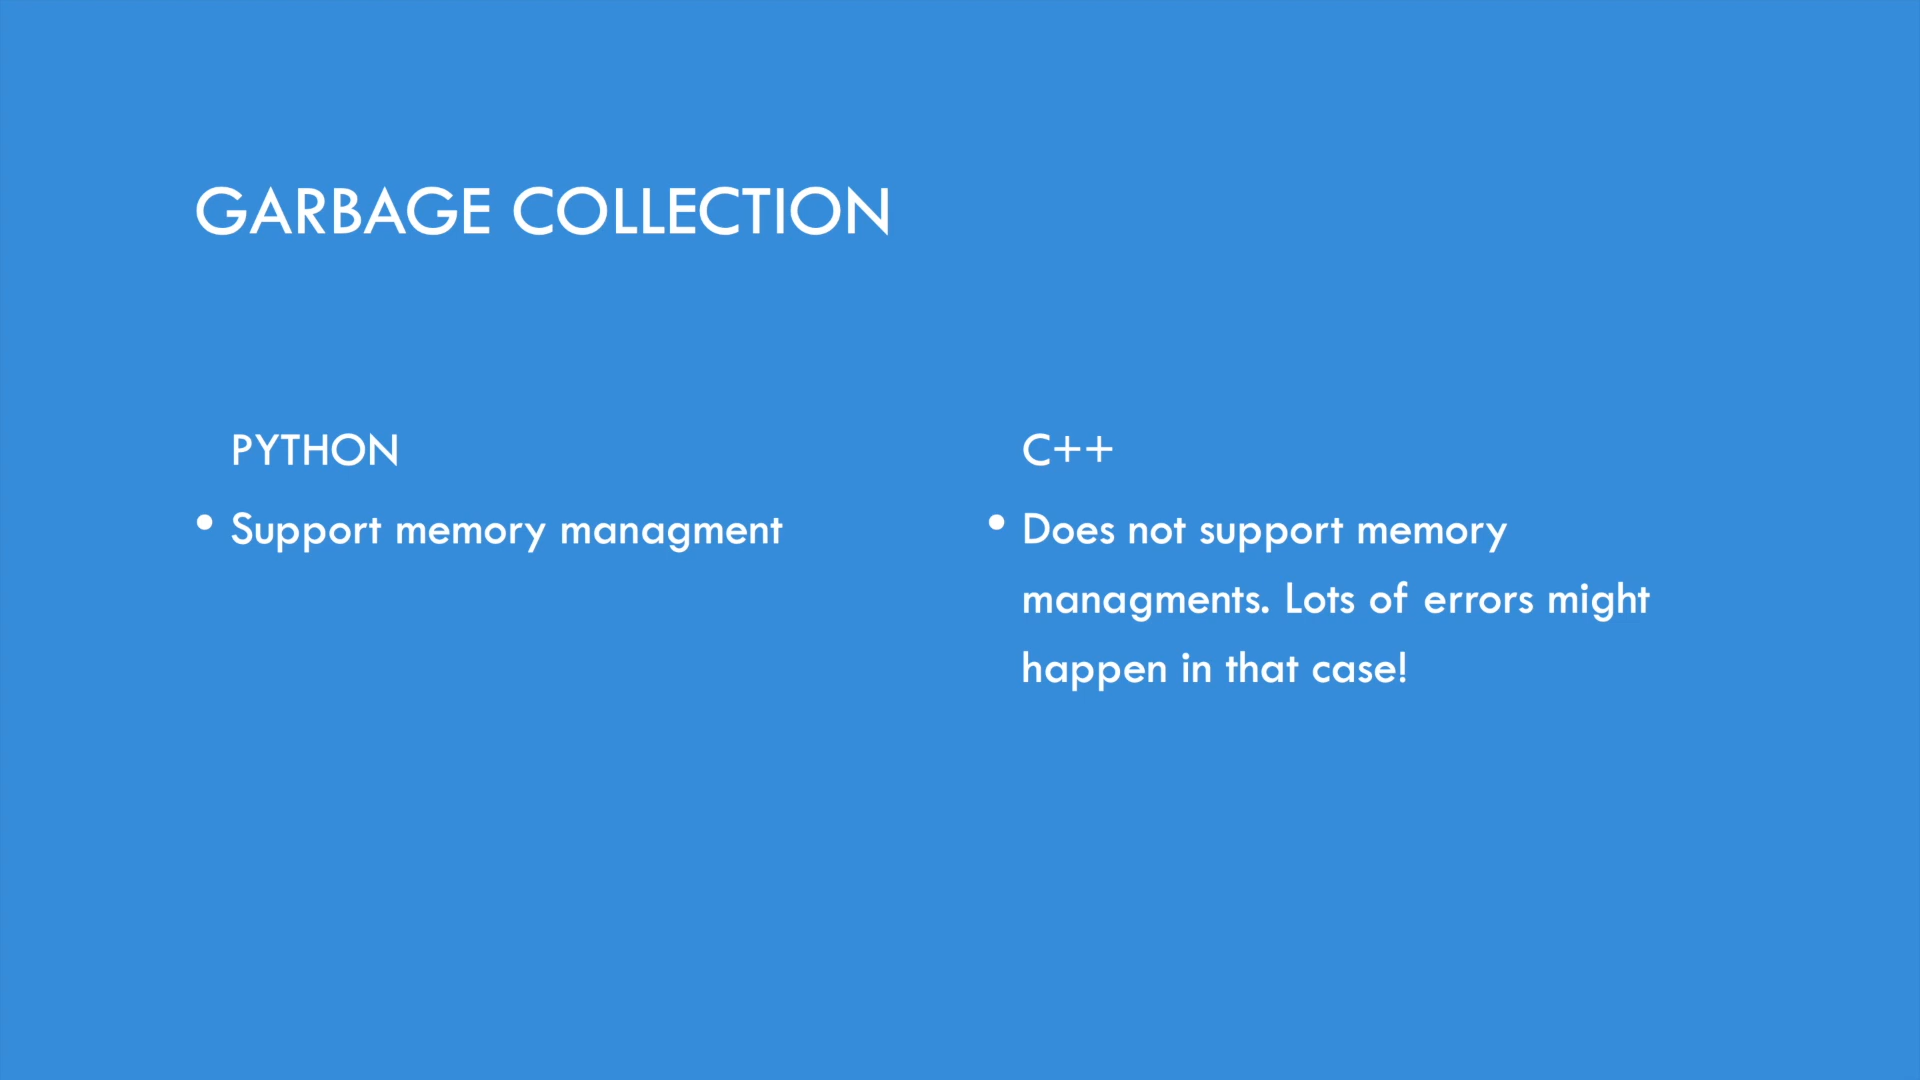 GARBAGE COLLECTION
PYTHON
• Support memory managment
C++
• Does not support memory
managments. Lots of errors might
happen in that case!